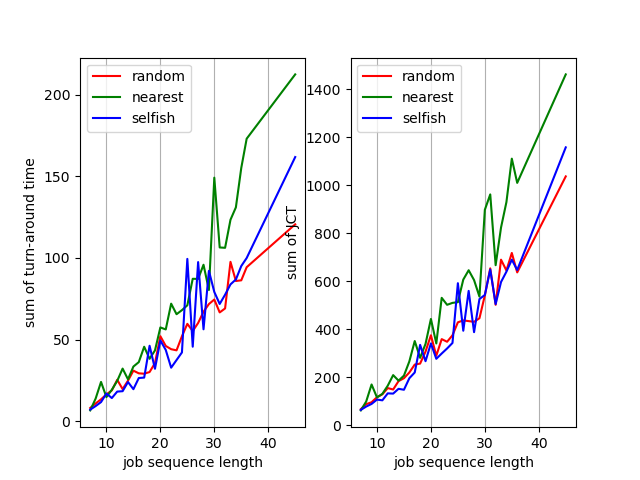 random
nearest
selfish
sum of turn-around time
0
50
100
150
200
10
20
30
40
job sequence length
random
nearest
selfish
sum of JCT
0
200
400
600
800
1000
1200
1400
10
20
30
40
job sequence length